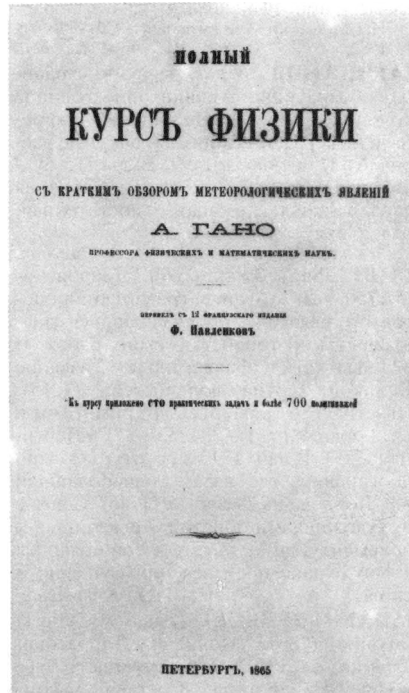 ПОЛНЫЙ
КУРСЪ ФИЗИКИ
СЪ КРАТКИМЪ ОБЗОРОМЪ МЕТЕОРОЛОГИЧЕСКИХЪ ЯВЛЕНІЙ
А. ГАНО
ПРОФЕССОРА ФИЗИЧЕСКИХЪ И МАТЕМАТИЧЕСКИХЪ НАУКЪ.
ПЕРЕВЕЛЪ СЪ 12 ФРАНЦУЗСКАГО ИЗДАНІЯ
Ф. Павленковъ
Къ курсу приложено СТО практическихъ задачъ и болѣе 700 политипажей
ПЕТЕРБУРГЪ, 1865